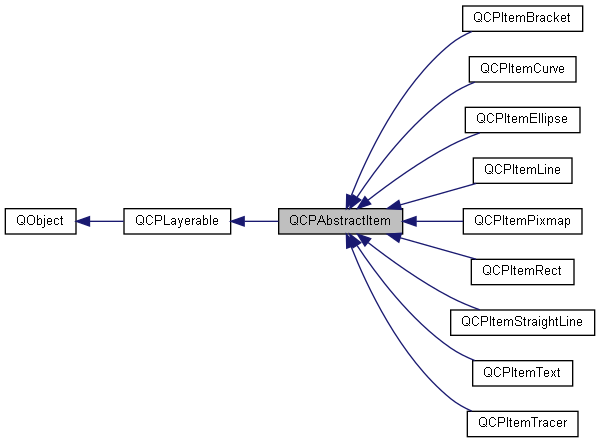 QCPItemBracket
QCPItemCurve
QCPItemEllipse
QCPItemLine
QObject
QCPLayerable
QCPAbstractItem
QCPItemPixmap
QCPItemRect
QCPItemStraightLine
QCPItemText
QCPItemTracer